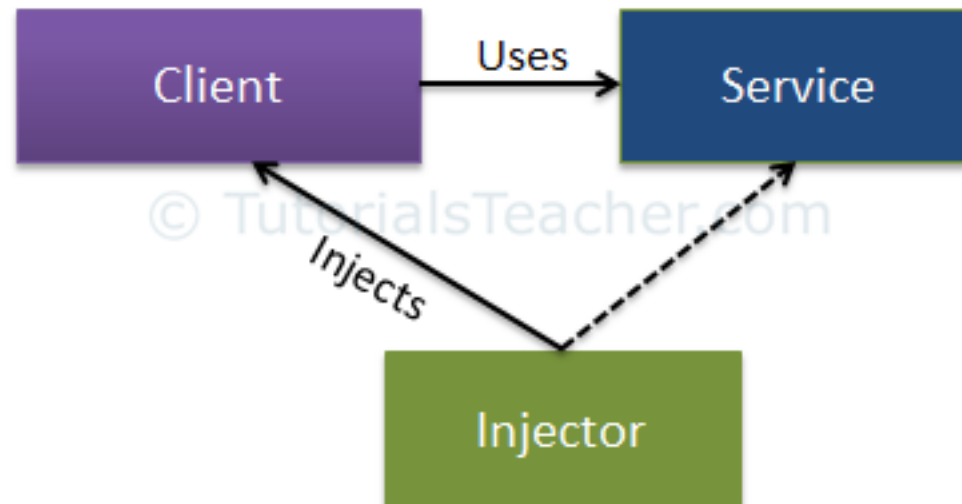 Client
Uses
Service
© TutorialsTeacher.com
Injects
Injector